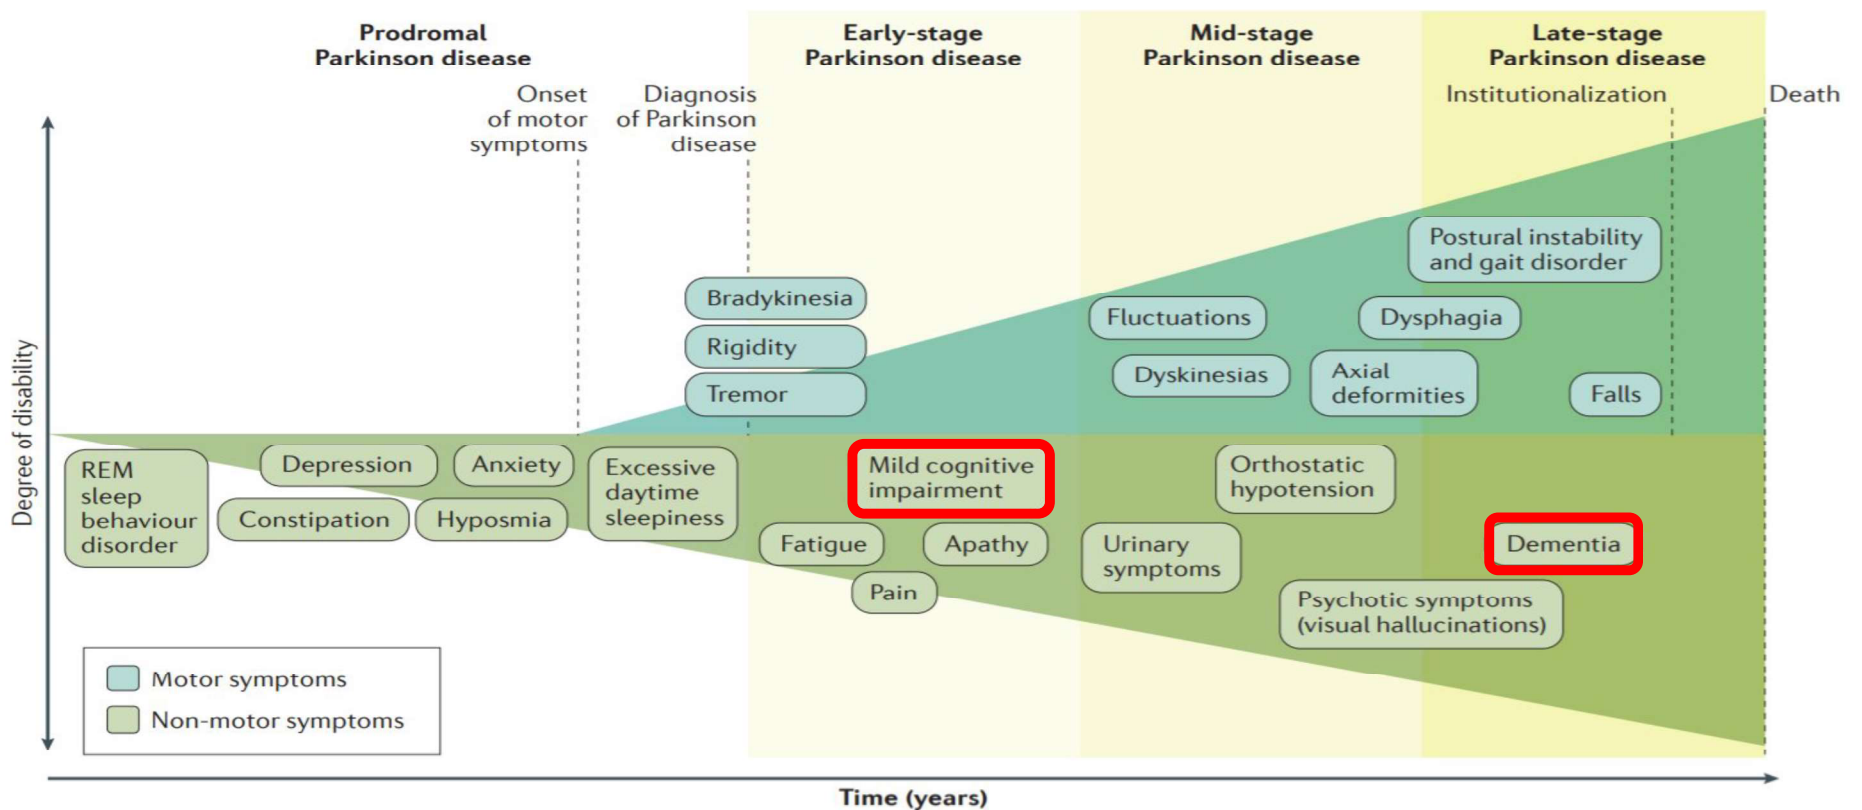 Prodromal
Parkinson disease
Early-stage
Parkinson disease
Mid-stage
Parkinson disease
Late-stage
Parkinson disease
Onset
of motor
symptoms
Diagnosis
of Parkinson
disease
Institutionalization
Death
Degree of disability
Postural instability
and gait disorder
Bradykinesia
Rigidity
Tremor
Fluctuations
Dysphagia
Dyskinesias
Axial
deformities
Falls
REM
sleep
behaviour
disorder
Depression
Anxiety
Constipation
Hyposmia
Excessive
daytime
sleepiness
Mild cognitive
impairment
Fatigue
Apathy
Pain
Orthostatic
hypotension
Urinary
symptoms
Dementia
Psychotic symptoms
(visual hallucinations)
Motor symptoms
Non-motor symptoms
Time (years)